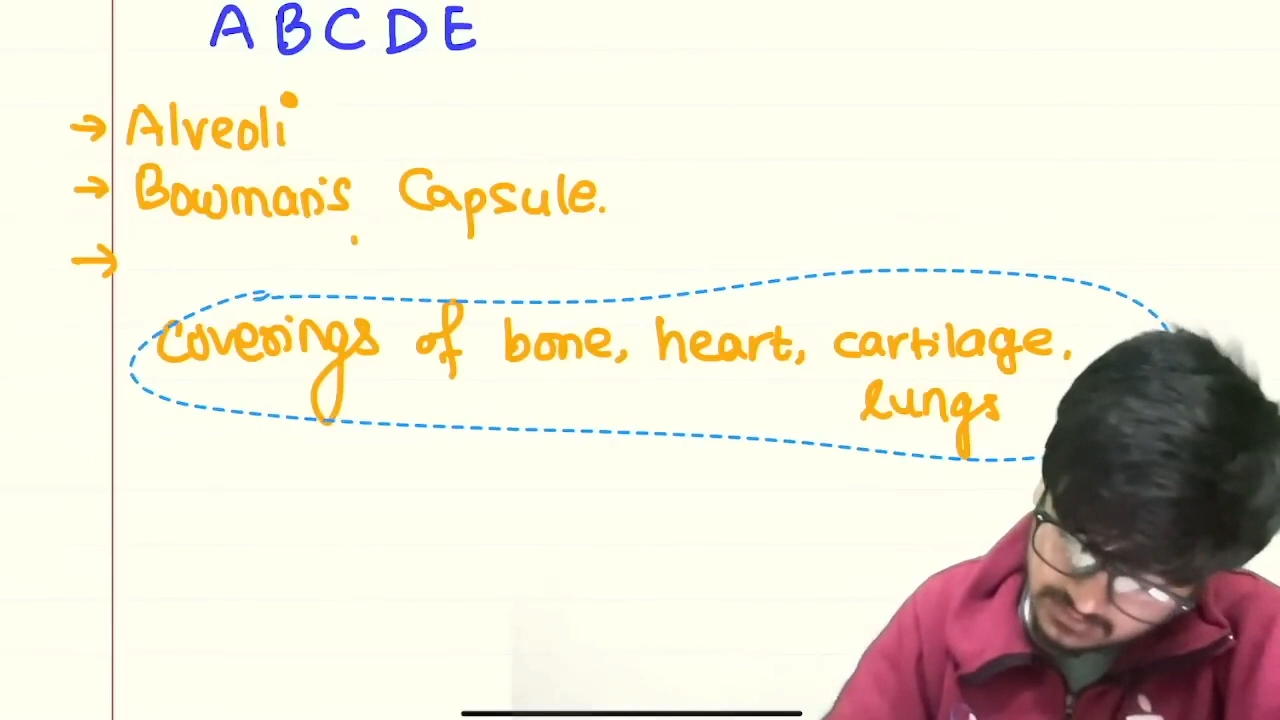 A B C D E
→ Alveoli
→ Bowman's Capsule.
→
coverings of bone, heart, cartilage.
lungs